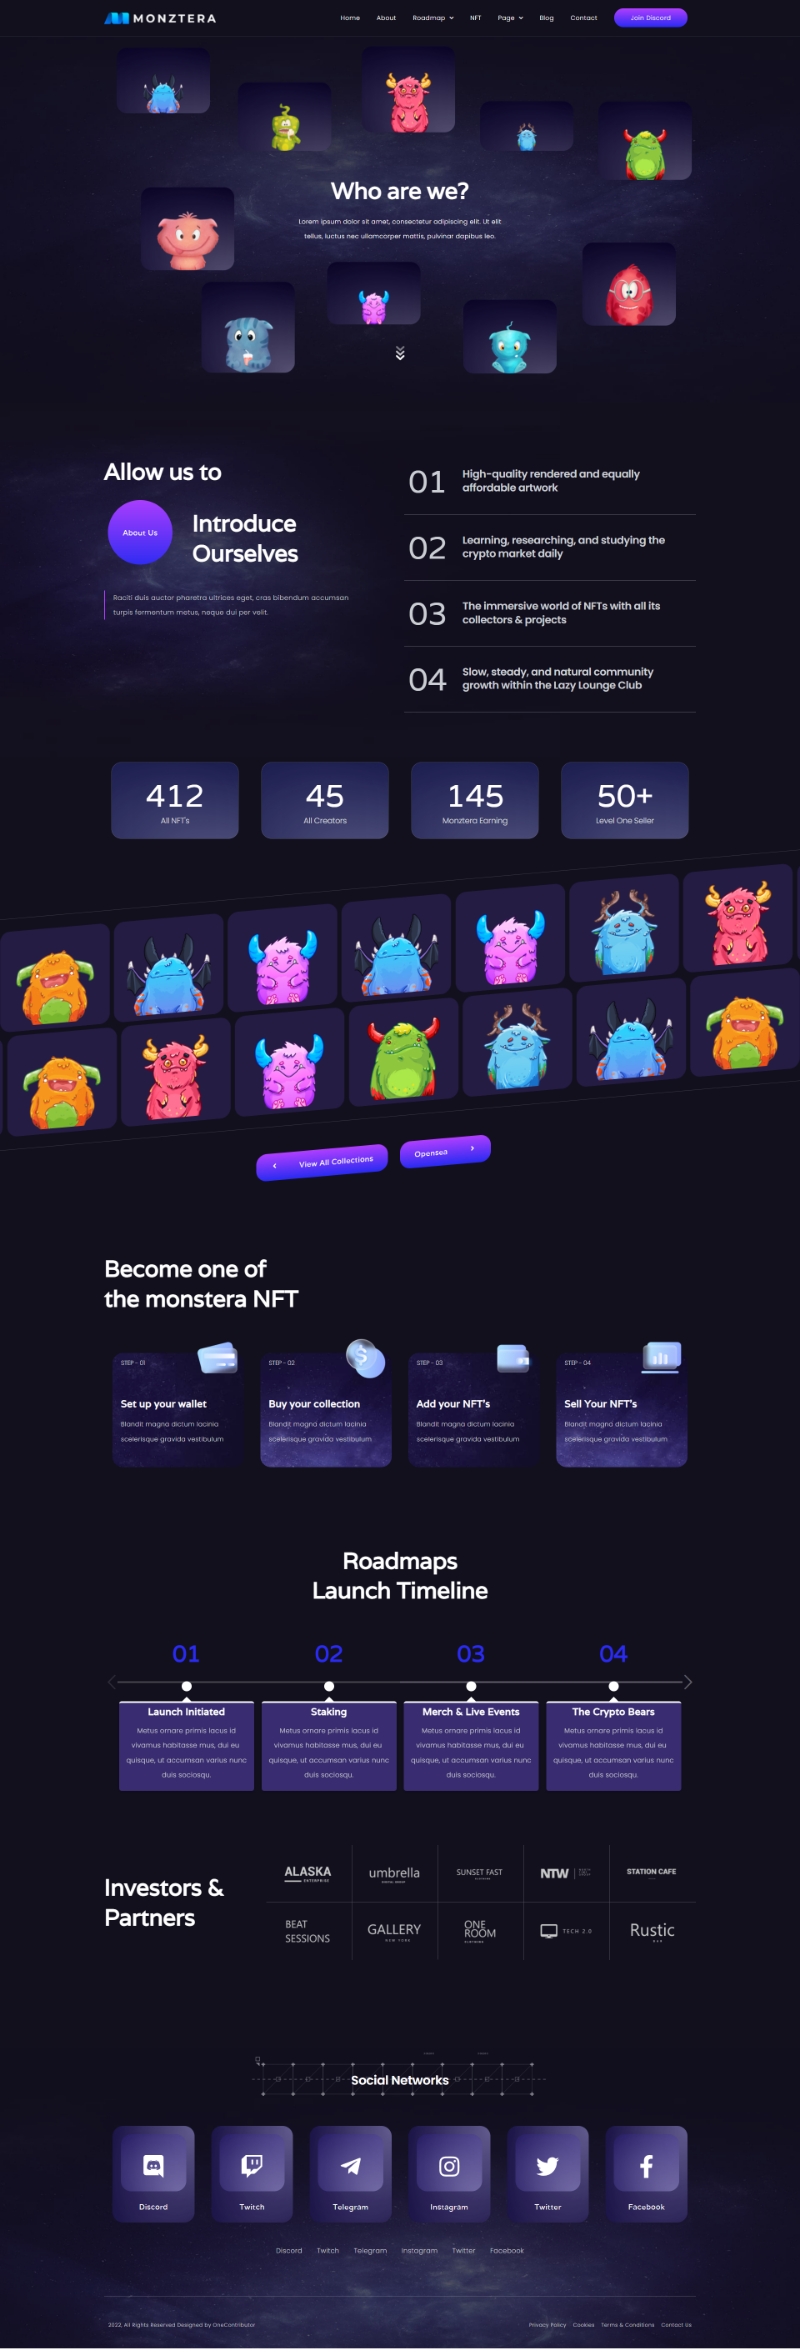 MONZTERA
Home About Roadmap NFT Page Blog Contact Join Discord
Who are we?
Lorem ipsum dolor sit amet, consectetur adipiscing elit. Ut elit
tellus, luctus nec ullamcorper mattis, pulvinar dapibus leo.
Allow us to
About Us
Introduce
Ourselves
Raciti duis auctor pharetra ultrices eget, cras bibendum accumsan
turpis fermentum metus, neque dui per velit.
01
High-quality rendered and equally
affordable artwork
02
Learning, researching, and studying the
crypto market daily
03
The immersive world of NFTs with all its
collectors & projects
04
Slow, steady, and natural community
growth within the Lazy Lounge Club
412
All NFT's
45
All Creators
145
Monztera Earning
50+
Level One Seller
View All Collections
Opensea
Become one of
the monstera NFT
STEP - 01
Set up your wallet
Blandit magna dictum lacinia
scelerisque gravida vestibulum
STEP - 02
Buy your collection
Blandit magna dictum lacinia
scelerisque gravida vestibulum
STEP - 03
Add your NFT's
Blandit magna dictum lacinia
scelerisque gravida vestibulum
STEP - 04
Sell Your NFT's
Blandit magna dictum lacinia
scelerisque gravida vestibulum
Roadmaps
Launch Timeline
01
Launch Initiated
Metus ornare primis lacus id
vivamus habitasse mus, dui eu
quisque, ut accumsan varius nunc
duis sociosqu.
02
Staking
Metus ornare primis lacus id
vivamus habitasse mus, dui eu
quisque, ut accumsan varius nunc
duis sociosqu.
03
Merch & Live Events
Metus ornare primis lacus id
vivamus habitasse mus, dui eu
quisque, ut accumsan varius nunc
duis sociosqu.
04
The Crypto Bears
Metus ornare primis lacus id
vivamus habitasse mus, dui eu
quisque, ut accumsan varius nunc
duis sociosqu.
Investors &
Partners
ALASKA
ENTERPRISE
umbrella
SUNSET FAST
NTW
STATION CAFE
BEAT
SESSIONS
GALLERY
NEW YORK
ONE
ROOM
TECH 2.0
Rustic
Social Networks
Discord
Twitch
Telegram
Instagram
Twitter
Facebook
Discord Twitch Telegram Instagram Twitter Facebook
2022, All Rights Reserved Designed by OneContributor
Privacy Policy Cookies Terms & Conditions Contact Us